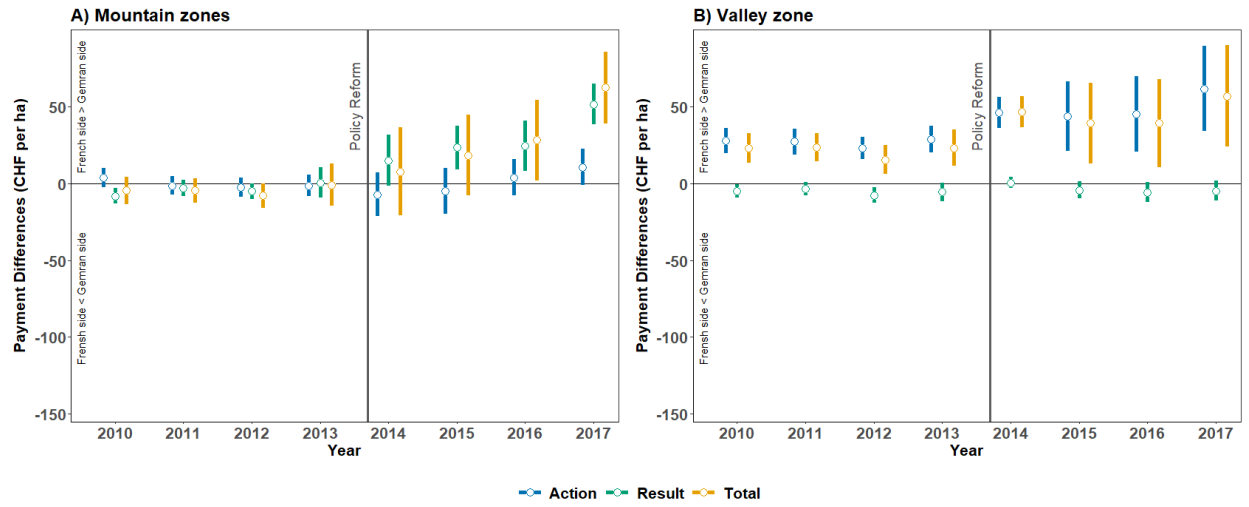 A) Mountain zones
Payment Differences (CHF per ha)
French side > Gemran side
Frensh side < Gemran side
50
0
-50
-100
-150
Policy Reform
2010 2011 2012 2013 2014 2015 2016 2017
Year
B) Valley zone
Payment Differences (CHF per ha)
French side > Gemran side
Frensh side < Gemran side
50
0
-50
-100
-150
Policy Reform
2010 2011 2012 2013 2014 2015 2016 2017
Year
Action Result Total